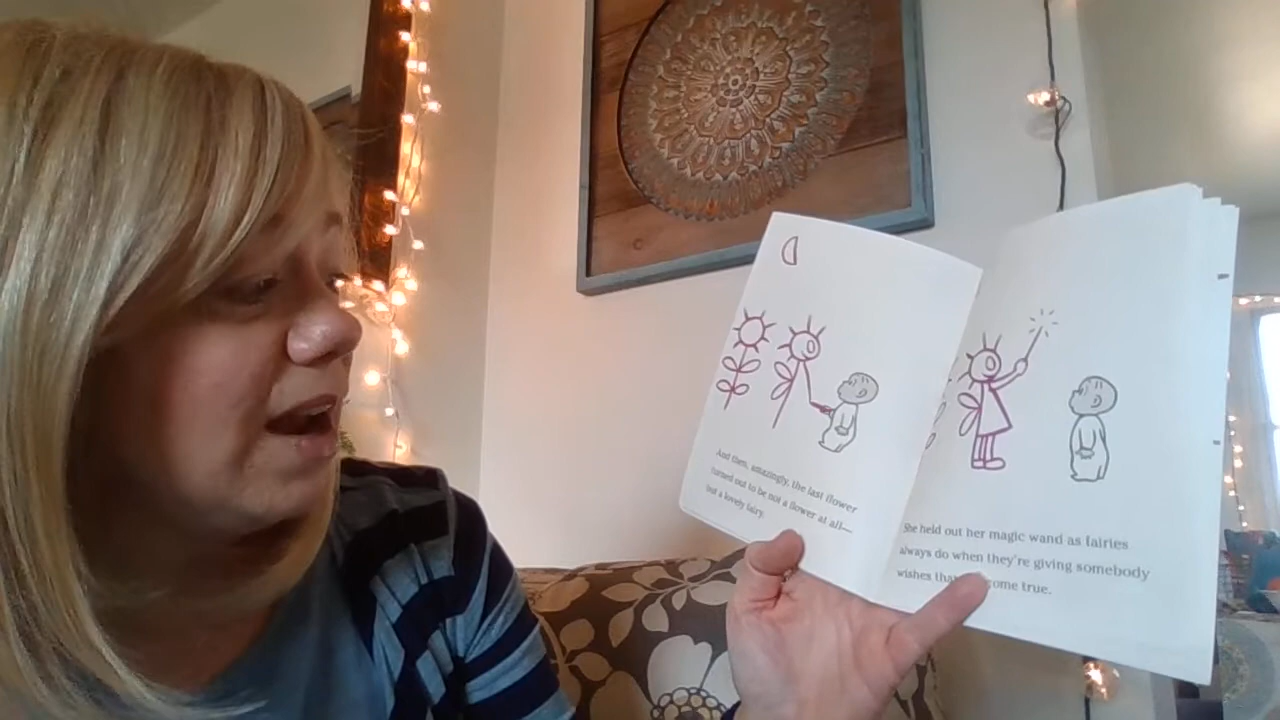 And then, amazingly, the last flower
turned out to be not a flower at all—
but a lovely fairy.
She held out her magic wand as fairies
always do when they're giving somebody
wishes that come true.